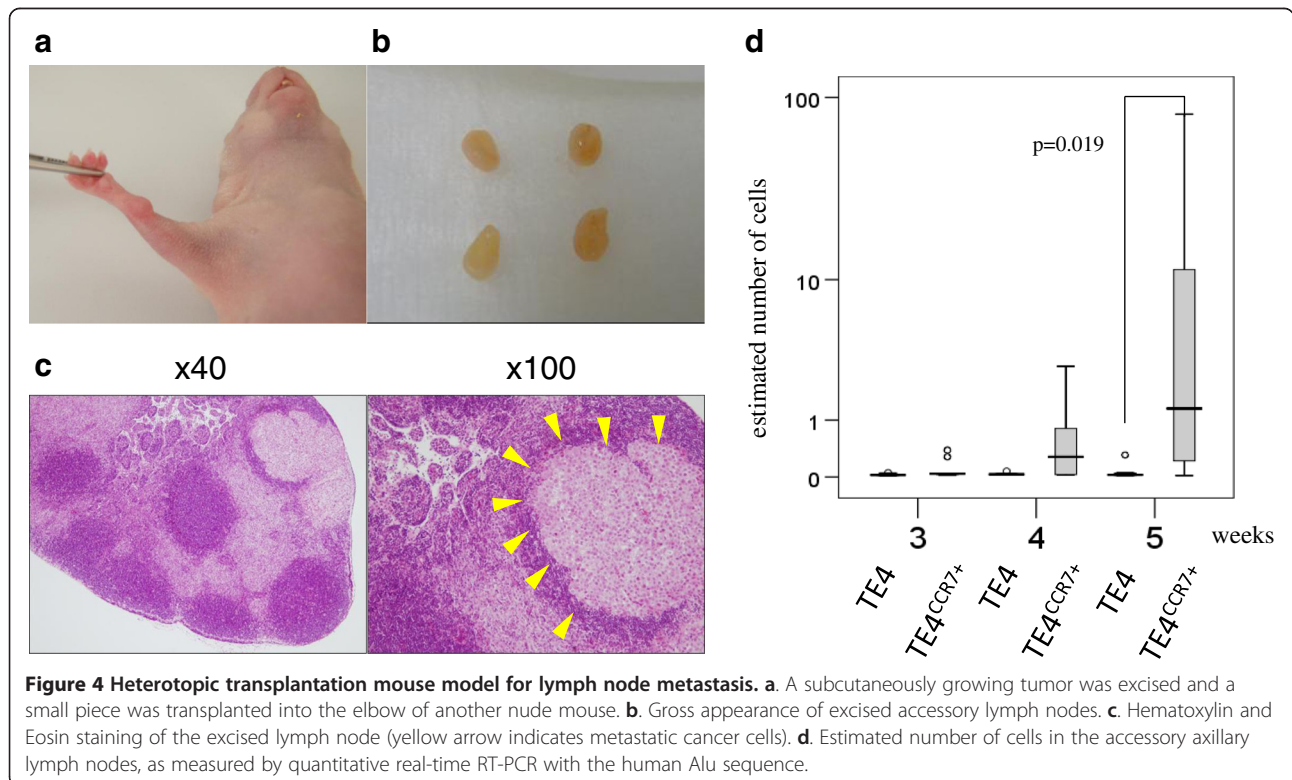 a
b
d
100
p=0.019
10
estimated number of cells
1
0
3 4 5 weeks
TE4 TE4CCR7+ TE4 TE4CCR7+ TE4 TE4CCR7+
c x40 x100
Figure 4 Heterotopic transplantation mouse model for lymph node metastasis. a. A subcutaneously growing tumor was excised and a
small piece was transplanted into the elbow of another nude mouse. b. Gross appearance of excised accessory lymph nodes. c. Hematoxylin and
Eosin staining of the excised lymph node (yellow arrow indicates metastatic cancer cells). d. Estimated number of cells in the accessory axillary
lymph nodes, as measured by quantitative real-time RT-PCR with the human Alu sequence.